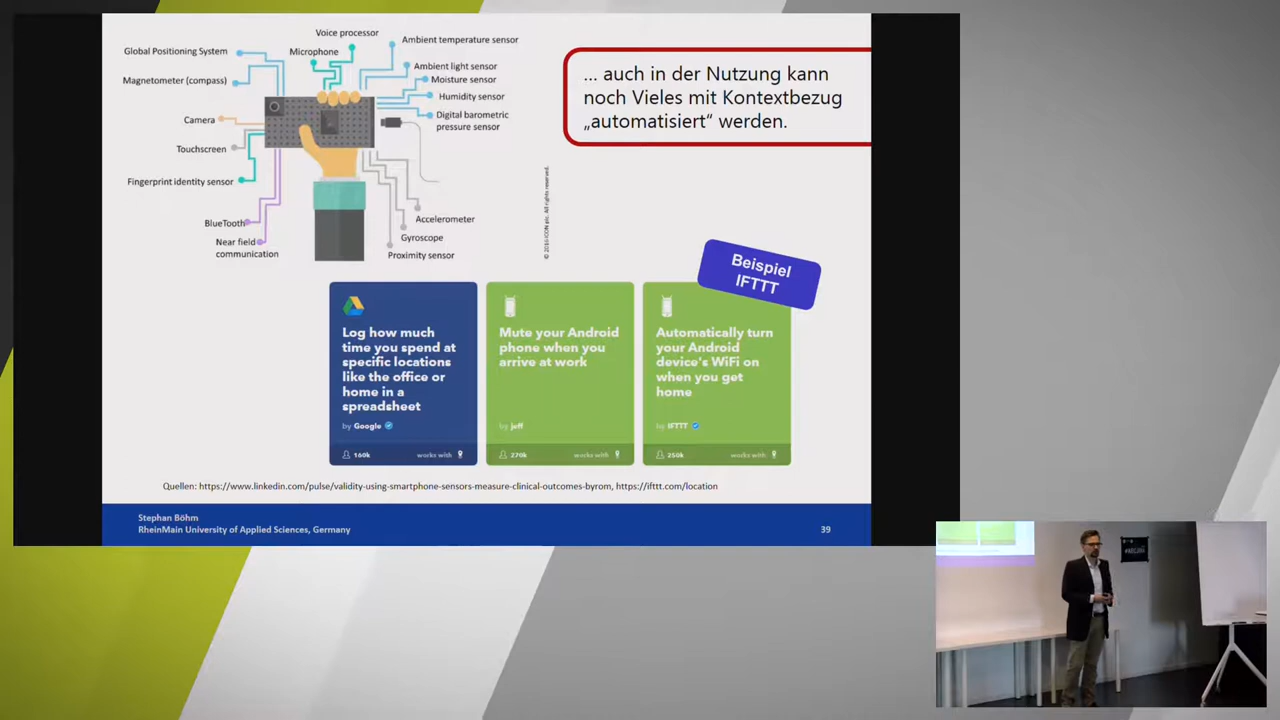 Voice processor
Global Positioning System
Microphone
Ambient temperature sensor
Magnetometer (compass)
Ambient light sensor
Moisture sensor
Humidity sensor
Camera
Digital barometric
pressure sensor
Touchscreen
Fingerprint identity sensor
BlueTooth
Near field
communication
Accelerometer
Gyroscope
Proximity sensor
© 2016 ICON plc. All rights reserved.
... auch in der Nutzung kann
noch Vieles mit Kontextbezug
„automatisiert“ werden.
Beispiel
IFTTT
Log how much
time you spend at
specific locations
like the office or
home in a
spreadsheet
by Google
160k
works with
Mute your Android
phone when you
arrive at work
by jeff
270k
works with
Automatically turn
your Android
device's WiFi on
when you get
home
by IFTTT
250k
works with
Quellen: https://www.linkedin.com/pulse/validity-using-smartphone-sensors-measure-clinical-outcomes-byrom, https://ifttt.com/location
Stephan Böhm
RheinMain University of Applied Sciences, Germany
39